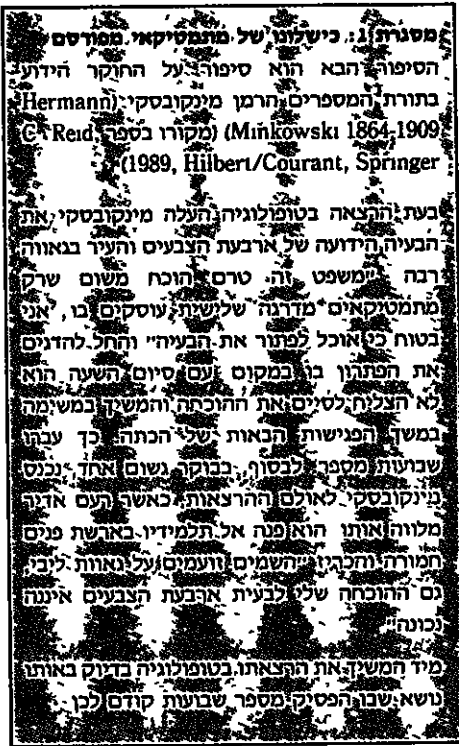 מסגרת 1: כישלונו של מתמטיקאי מפורסם
הסיפור הבא הוא סיפור על החוקר הידוע
בתורת המספרים הרמן מינקובסקי (Hermann
Minkowski 1864-1909) (מקורו בספר C. Reid,
1989, Hilbert/Courant, Springer)
בעת הרצאה בטופולוגיה העלה מינקובסקי את
הבעיה הידועה של ארבעת הצבעים והעיר בגאווה
רבה "משפט זה טרם הוכח משום שרק
מתמטיקאים מדרגה שלישית עוסקים בו, אני
בטוח כי אוכל לפתור את הבעיה" והחל להדגים
את הפתרון בו במקום עם סיום השעה הוא
לא הצליח לסיים את ההוכחה והמשיך במשימה
במשך הפגישות הבאות של הכתה כך עברו
שבועות מספר לבסוף בבוקר גשום אחד נכנס
מינקובסקי לאולם ההרצאות כאשר רעם אדיר
מלווה אותו הוא פנה אל תלמידיו בארשת פנים
חמורה והכריז "השמים זועמים על גאוות ליבי,
גם ההוכחה שלי לבעית ארבעת הצבעים איננה
נכונה"
מיד המשיך את הרצאתו בטופולוגיה בדיוק באותו
נושא שבו הפסיק מספר שבועות קודם לכן